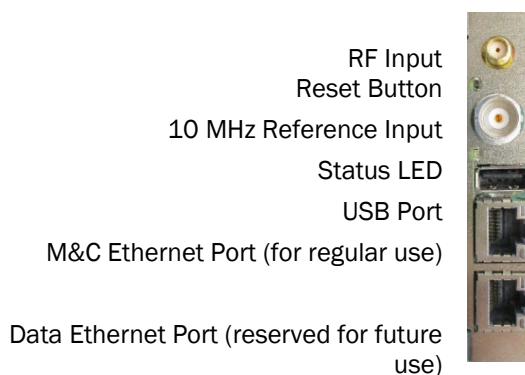 RF Input
Reset Button
10 MHz Reference Input
Status LED
USB Port
M&C Ethernet Port (for regular use)
Data Ethernet Port (reserved for future
use)